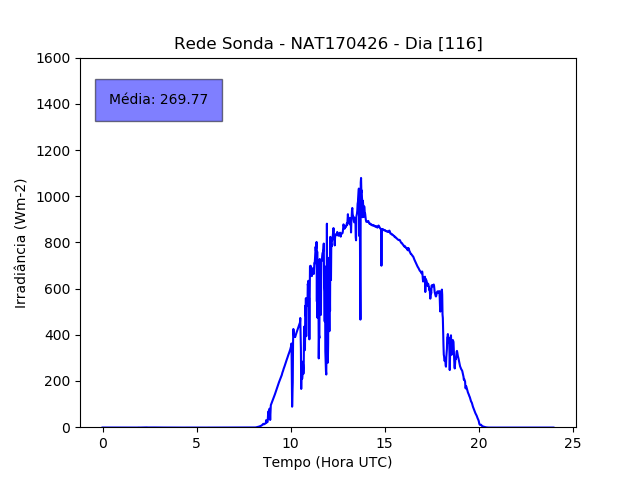 Rede Sonda - NAT170426 - Dia [116]
1600
1400
1200
1000
800
600
400
200
0
Média: 269.77
Irradiância (Wm-2)
0 5 10 15 20 25
Tempo (Hora UTC)